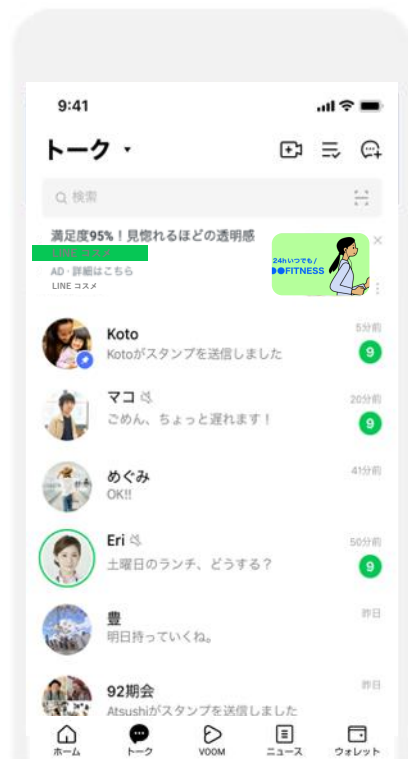 9:41
トーク
検索
満足度95%！見惚れるほどの透明感
LINE コスメ
AD・詳細はこちら
LINE コスメ
24hいつでも/
●●FITNESS
Koto
5分前
Kotoがスタンプを送信しました
9
マコ
20分前
ごめん、ちょっと遅れます！
9
めぐみ
41分前
OK!!
Eri
50分前
土曜日のランチ、どうする？
9
豊
昨日
明日持っていくね。
92期会
昨日
Atsushiがスタンプを送信しました
ホーム
トーク
VOOM
ニュース
ウォレット